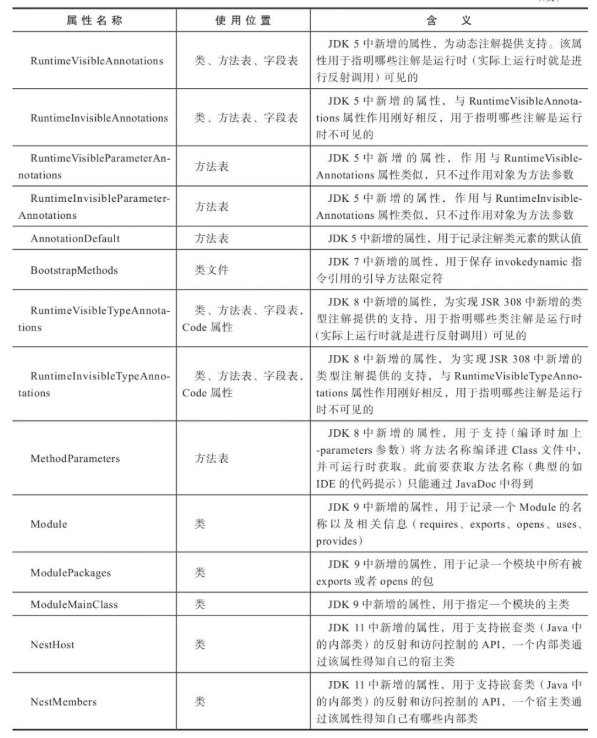 属性名称 使用位置 含 义
RuntimeVisibleAnnotations 类、方法表、字段表 JDK 5 中新增的属性，为动态注解提供支持。该
属性用于指明哪些注解是运行时（实际上运行时就是进
行反射调用）可见的
RuntimeInvisibleAnnotations 类、方法表、字段表 JDK 5 中新增的属性，与 RuntimeVisibleAnnota-
tions 属性作用刚好相反，用于指明哪些注解是运行
时不可见的
RuntimeVisibleParameterAn-
notations 方法表 JDK 5 中新增的属性，作用与 RuntimeVisible-
Annotations 属性类似，只不过作用对象为方法参数
RuntimeInvisibleParameter-
Annotations 方法表 JDK 5 中新增的属性，作用与 RuntimeInvisible-
Annotations 属性类似，只不过作用对象为方法参数
AnnotationDefault 方法表 JDK 5 中新增的属性，用于记录注解类元素的默认值
BootstrapMethods 类文件 JDK 7 中新增的属性，用于保存 invokedynamic 指
令引用的引导方法限定符
RuntimeVisibleTypeAnnota-
tions 类、方法表、字段表，
Code 属性 JDK 8 中新增的属性，为实现 JSR 308 中新增的类
型注解提供的支持，用于指明哪些类注解是运行时
（实际上运行时就是进行反射调用）可见的
RuntimeInvisibleTypeAnno-
tations 类、方法表、字段表，
Code 属性 JDK 8 中新增的属性，为实现 JSR 308 中新增的
类型注解提供的支持，与 RuntimeVisibleTypeAnno-
tations 属性作用刚好相反，用于指明哪些注解是运行
时不可见的
MethodParameters 方法表 JDK 8 中新增的属性，用于支持（编译时加上
-parameters 参数）将方法名称编译进 Class 文件中，
并可运行时获取。此前要获取方法名称（典型的如
IDE 的代码提示）只能通过 JavaDoc 中得到
Module 类 JDK 9 中新增的属性，用于记录一个 Module 的名
称以及相关信息（requires、exports、opens、uses、
provides）
ModulePackages 类 JDK 9 中新增的属性，用于记录一个模块中所有被
exports 或者 opens 的包
ModuleMainClass 类 JDK 9 中新增的属性，用于指定一个模块的主类
NestHost 类 JDK 11 中新增的属性，用于支持嵌套类（Java 中
的内部类）的反射和访问控制的 API，一个内部类通
过该属性得知自己的宿主类
NestMembers 类 JDK 11 中新增的属性，用于支持嵌套类（Java 中
的内部类）的反射和访问控制的 API，一个宿主类通
过该属性得知自己有哪些内部类